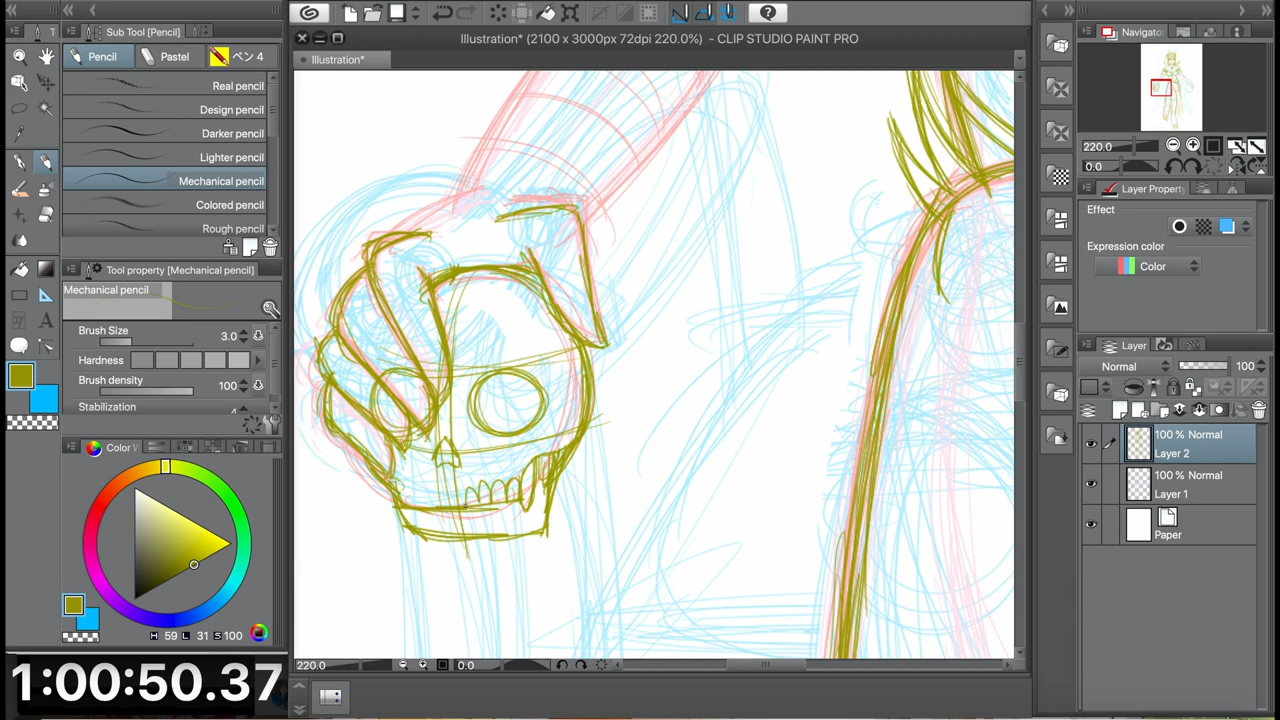 Sub Tool [Pencil]
Pencil
Pastel
ペン 4
Real pencil
Design pencil
Darker pencil
Lighter pencil
Mechanical pencil
Colored pencil
Rough pencil
Tool property [Mechanical pencil]
Mechanical pencil
Brush Size
3.0
Hardness
Brush density
100
Stabilization
Color
H 59 L 31 S 100
1:00:50.37
Illustration* (2100 x 3000px 72dpi 220.0%) - CLIP STUDIO PAINT PRO
Illustration*
220.0
0.0
Navigator
220.0
0.0
Layer Property
Effect
Expression color
Color
Layer
Normal
100
100 % Normal
Layer 2
100 % Normal
Layer 1
Paper